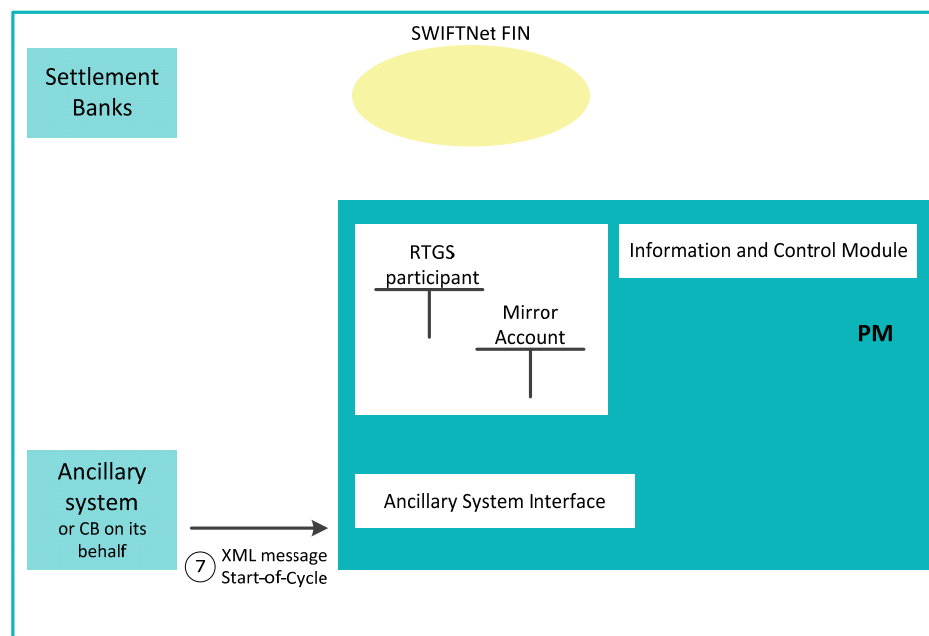 SWIFTNet FIN
Settlement
Banks
RTGS
participant
Information and Control Module
Mirror
Account
PM
Ancillary
system
or CB on its
behalf
Ancillary System Interface
7
XML message
Start-of-Cycle